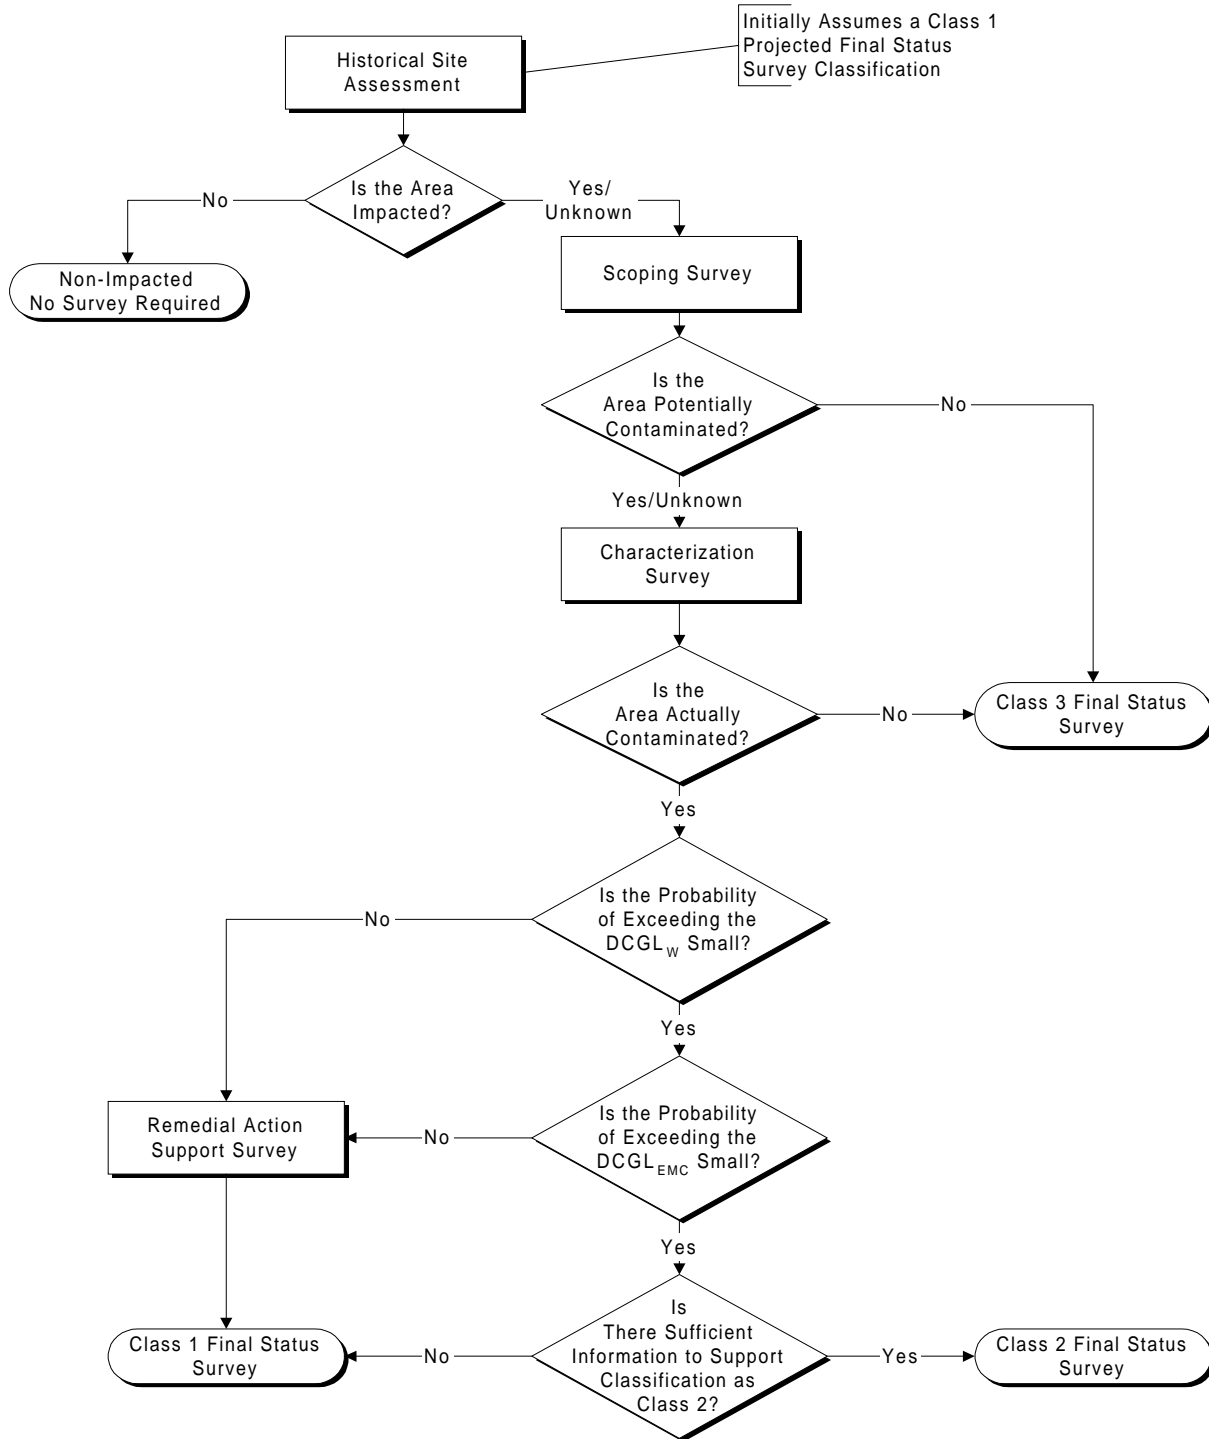 Initially Assumes a Class 1
Projected Final Status
Survey Classification
Historical Site
Assessment
Is the Area
Impacted?
No
Yes/
Unknown
Non-Impacted
No Survey Required
Scoping Survey
Is the
Area Potentially
Contaminated?
No
Yes/Unknown
Characterization
Survey
Is the
Area Actually
Contaminated?
No
Class 3 Final Status
Survey
Yes
Is the Probability
of Exceeding the
DCGLW Small?
No
Yes
Remedial Action
Support Survey
No
Is the Probability
of Exceeding the
DCGLEMC Small?
Yes
Is
There Sufficient
Information to Support
Classification as
Class 2?
No
Class 1 Final Status
Survey
Yes
Class 2 Final Status
Survey